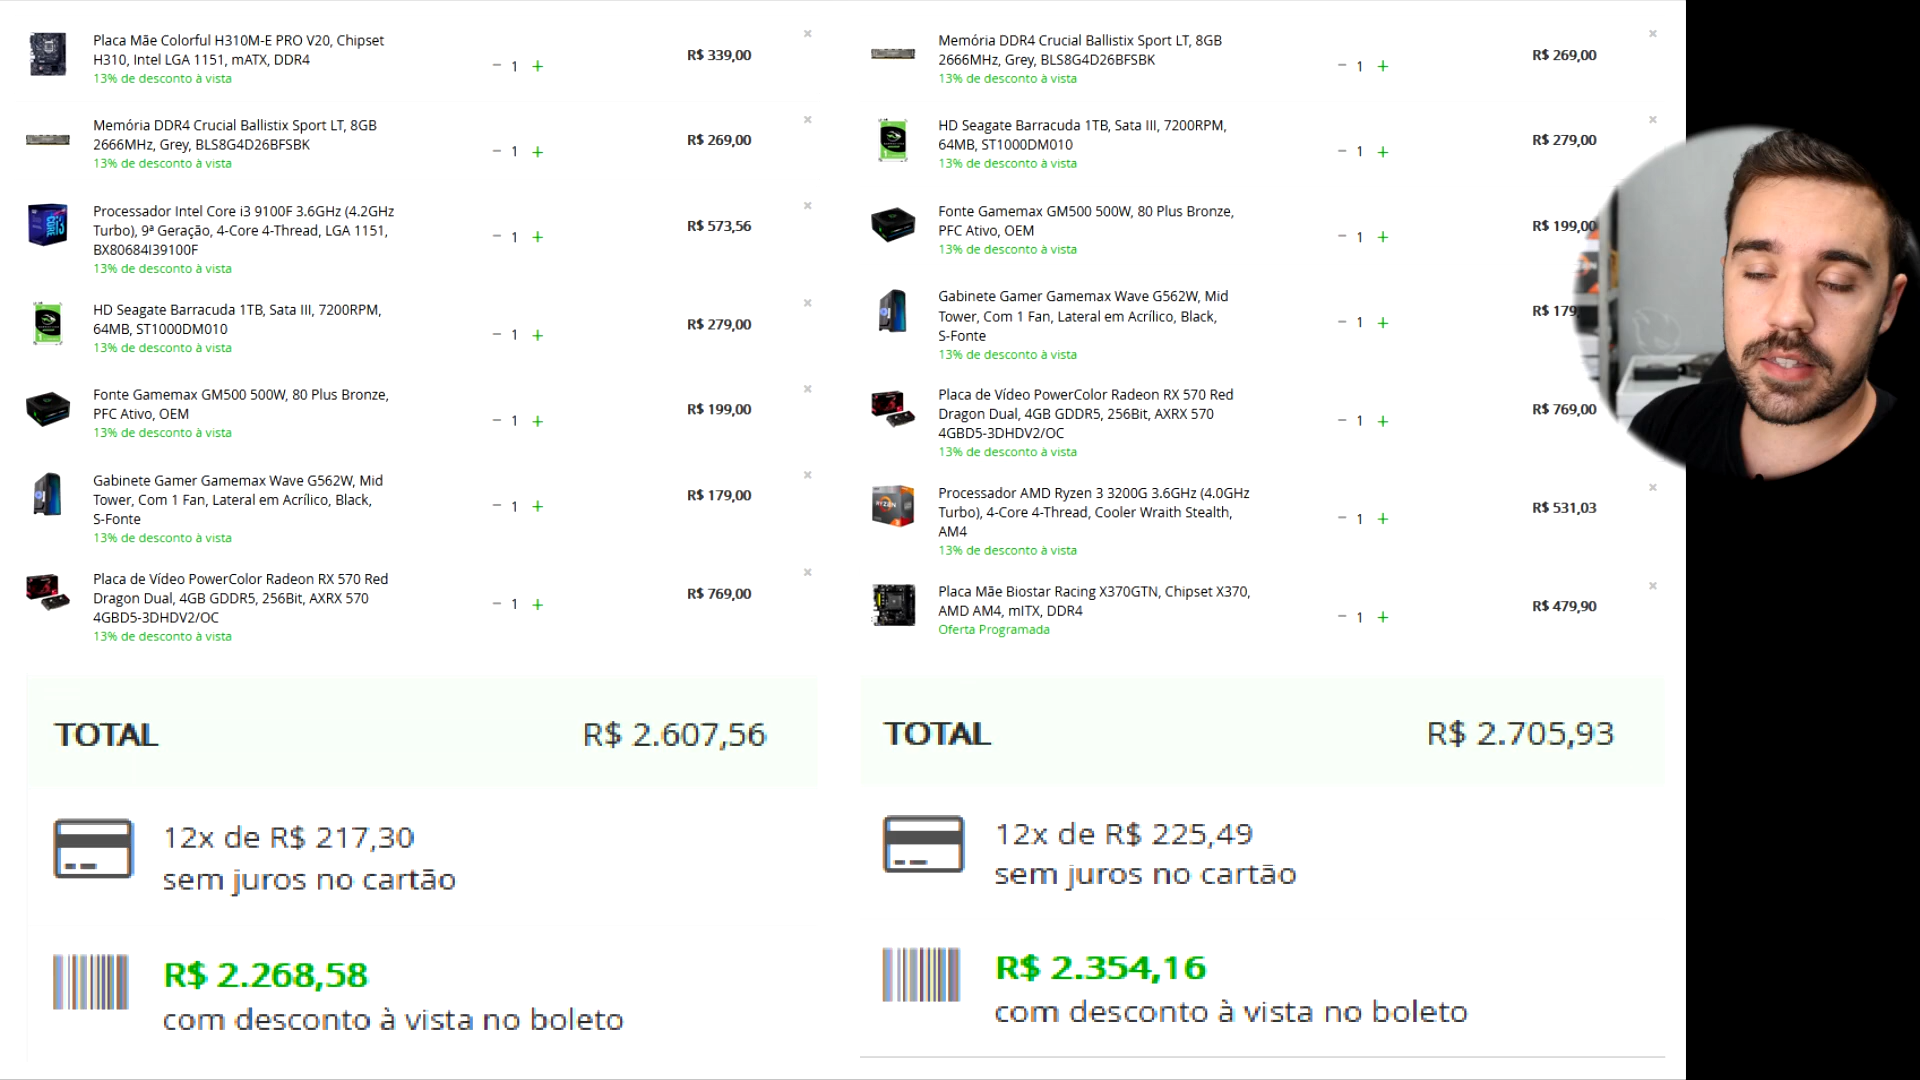 Placa Mãe Colorful H310M-E PRO V20, Chipset
H310, Intel LGA 1151, mATX, DDR4
13% de desconto à vista
− 1 +
R$ 339,00
×
Memória DDR4 Crucial Ballistix Sport LT, 8GB
2666MHz, Grey, BLS8G4D26BFSBK
13% de desconto à vista
− 1 +
R$ 269,00
×
Processador Intel Core i3 9100F 3.6GHz (4.2GHz
Turbo), 9ª Geração, 4-Core 4-Thread, LGA 1151,
BX80684I39100F
13% de desconto à vista
− 1 +
R$ 573,56
×
HD Seagate Barracuda 1TB, Sata III, 7200RPM,
64MB, ST1000DM010
13% de desconto à vista
− 1 +
R$ 279,00
×
Fonte Gamemax GM500 500W, 80 Plus Bronze,
PFC Ativo, OEM
13% de desconto à vista
− 1 +
R$ 199,00
×
Gabinete Gamer Gamemax Wave G562W, Mid
Tower, Com 1 Fan, Lateral em Acrílico, Black,
S-Fonte
13% de desconto à vista
− 1 +
R$ 179,00
×
Placa de Vídeo PowerColor Radeon RX 570 Red
Dragon Dual, 4GB GDDR5, 256Bit, AXRX 570
4GBD5-3DHDV2/OC
13% de desconto à vista
− 1 +
R$ 769,00
×
TOTAL
R$ 2.607,56
12x de R$ 217,30
sem juros no cartão
R$ 2.268,58
com desconto à vista no boleto
Memória DDR4 Crucial Ballistix Sport LT, 8GB
2666MHz, Grey, BLS8G4D26BFSBK
13% de desconto à vista
− 1 +
R$ 269,00
×
HD Seagate Barracuda 1TB, Sata III, 7200RPM,
64MB, ST1000DM010
13% de desconto à vista
− 1 +
R$ 279,00
×
Fonte Gamemax GM500 500W, 80 Plus Bronze,
PFC Ativo, OEM
13% de desconto à vista
− 1 +
R$ 199,00
Gabinete Gamer Gamemax Wave G562W, Mid
Tower, Com 1 Fan, Lateral em Acrílico, Black,
S-Fonte
13% de desconto à vista
− 1 +
R$ 179,
Placa de Vídeo PowerColor Radeon RX 570 Red
Dragon Dual, 4GB GDDR5, 256Bit, AXRX 570
4GBD5-3DHDV2/OC
13% de desconto à vista
− 1 +
R$ 769,00
Processador AMD Ryzen 3 3200G 3.6GHz (4.0GHz
Turbo), 4-Core 4-Thread, Cooler Wraith Stealth,
AM4
13% de desconto à vista
− 1 +
R$ 531,03
×
Placa Mãe Biostar Racing X370GTN, Chipset X370,
AMD AM4, mITX, DDR4
Oferta Programada
− 1 +
R$ 479,90
×
TOTAL
R$ 2.705,93
12x de R$ 225,49
sem juros no cartão
R$ 2.354,16
com desconto à vista no boleto